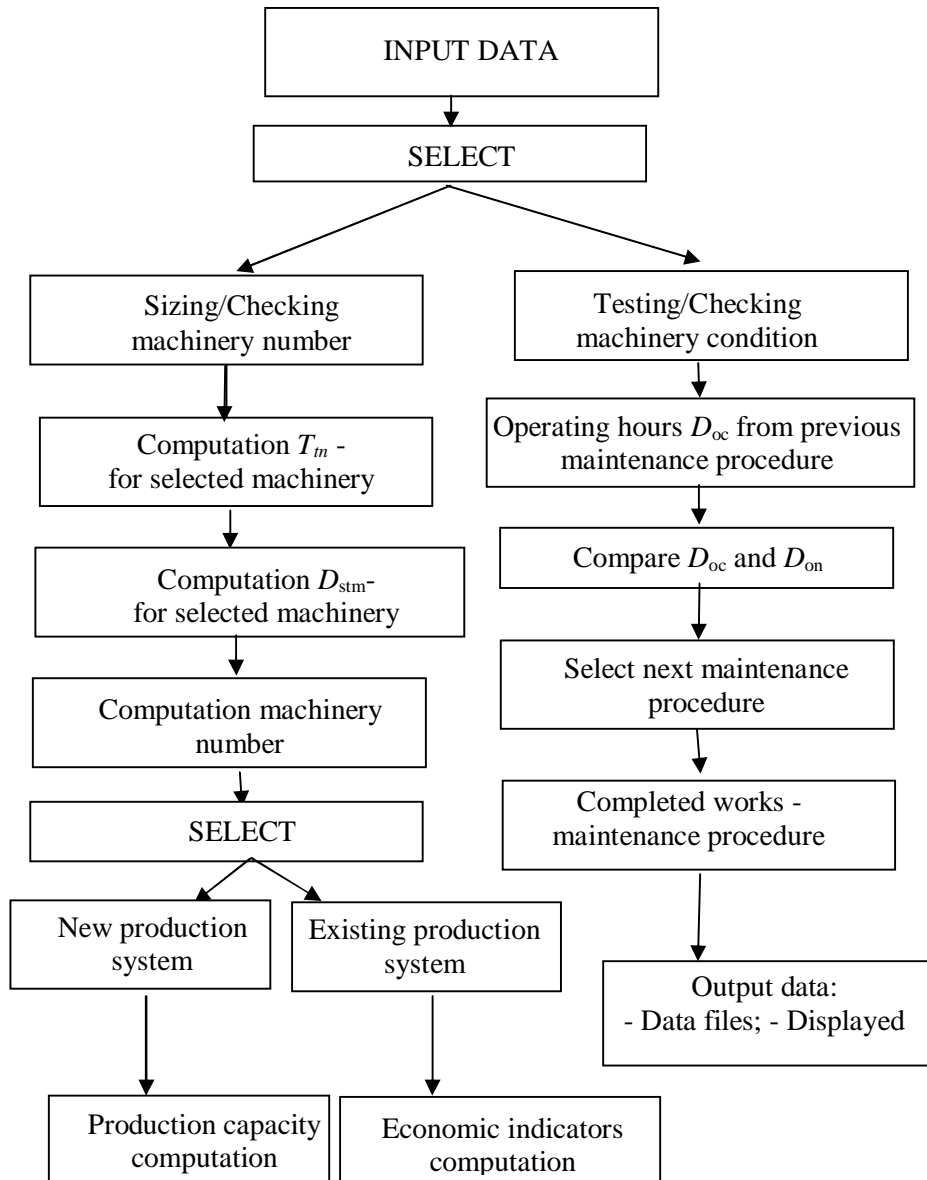 INPUT DATA
SELECT
Sizing/Checking
machinery number
Testing/Checking
machinery condition
Computation Ttn -
for selected machinery
Operating hours Doc from previous
maintenance procedure
Computation Dstm-
for selected machinery
Compare Doc and Don
Computation machinery
number
Select next maintenance
procedure
SELECT
Completed works -
maintenance procedure
New production
system
Existing production
system
Output data:
- Data files; - Displayed
Production capacity
computation
Economic indicators
computation